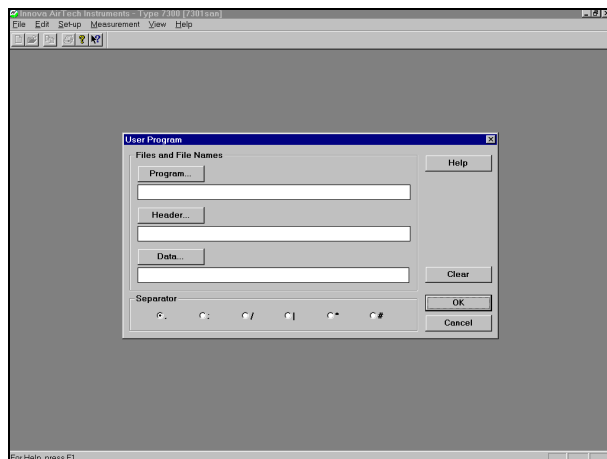 Innova AirTech Instruments - Type 7300 [7301san]
File Edit Set-up Measurement View Help
User Program
Files and File Names
Program...
Help
Header...
Data...
Clear
Separator
. : / | * #
OK
Cancel
For Help, press F1